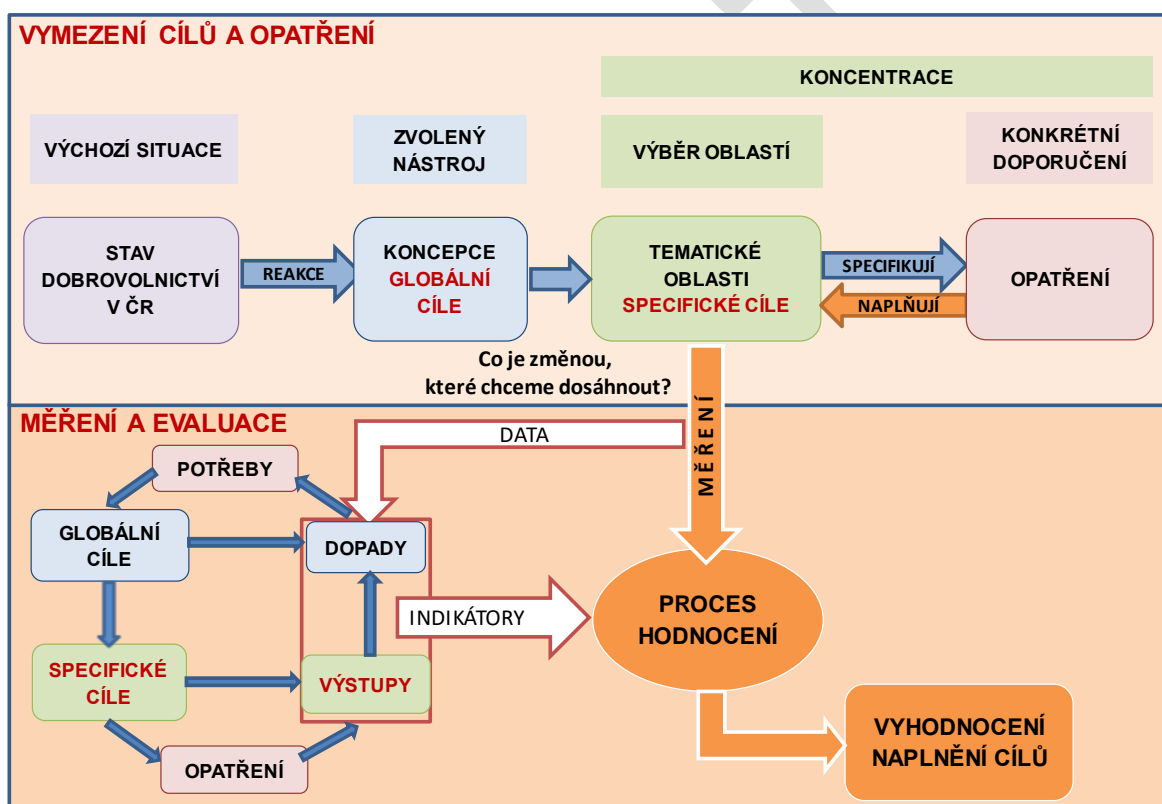 VYMEZENÍ CÍLŮ A OPATŘENÍ
KONCENTRACE
VÝCHOZÍ SITUACE
ZVOLENÝ
NÁSTROJ
VÝBĚR OBLASTÍ
KONKRÉTNÍ
DOPORUČENÍ
STAV
DOBROVOLNICTVÍ
V ČR
REAKCE
KONCEPCE
GLOBÁLNÍ
CÍLE
TEMATICKÉ
OBLASTI
SPECIFICKÉ CÍLE
SPECIFIKUJÍ
NAPLŇUJÍ
OPATŘENÍ
Co je změnou,
které chceme dosáhnout?
MĚŘENÍ
MĚŘENÍ A EVALUACE
DATA
POTŘEBY
GLOBÁLNÍ
CÍLE
DOPADY
INDIKÁTORY
PROCES
HODNOCENÍ
SPECIFICKÉ
CÍLE
VÝSTUPY
OPATŘENÍ
VYHODNOCENÍ
NAPLNĚNÍ CÍLŮ